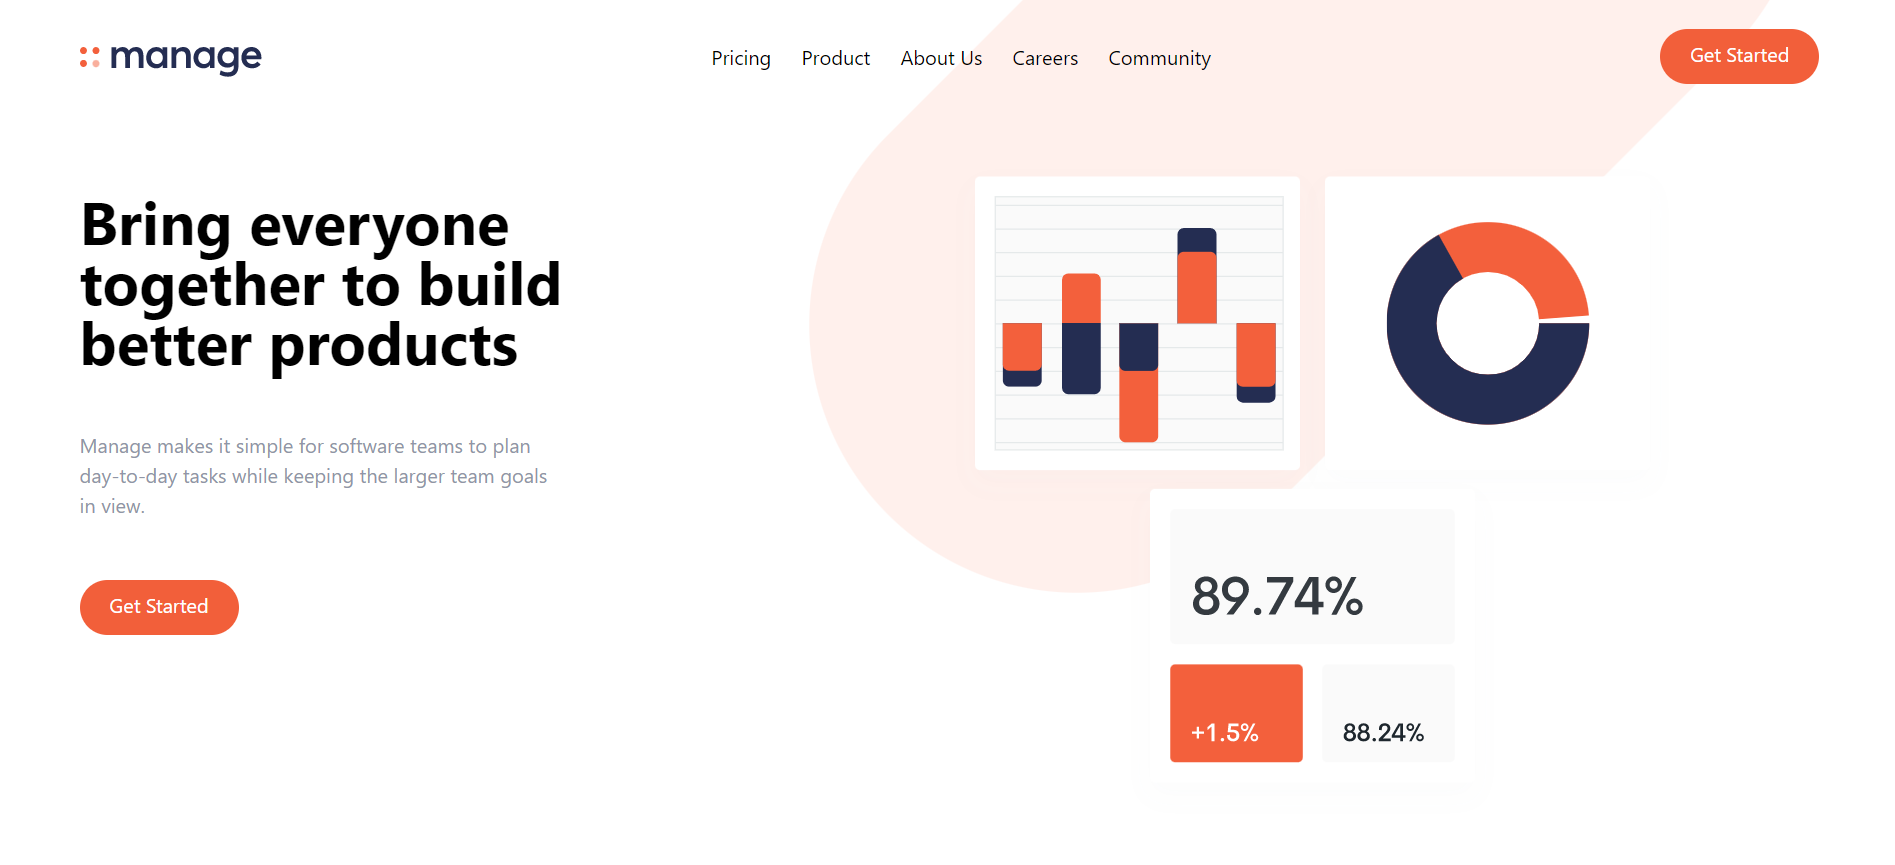 manage
Pricing
Product
About Us
Careers
Community
Get Started
Bring everyone
together to build
better products
Manage makes it simple for software teams to plan
day-to-day tasks while keeping the larger team goals
in view.
Get Started
89.74%
+1.5%
88.24%